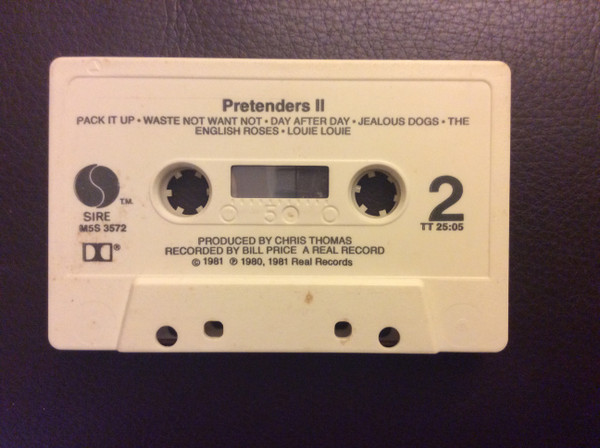 Pretenders II
PACK IT UP • WASTE NOT WANT NOT • DAY AFTER DAY • JEALOUS DOGS • THE
ENGLISH ROSES • LOUIE LOUIE
TM.
SIRE
M5S 3572
®
50
2
TT 25:05
PRODUCED BY CHRIS THOMAS
RECORDED BY BILL PRICE A REAL RECORD
© 1981 ℗ 1980, 1981 Real Records